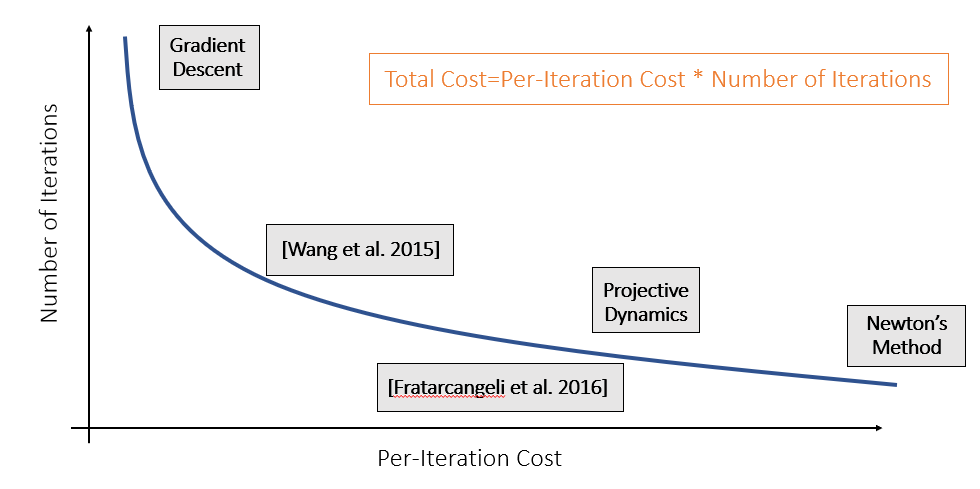 Gradient
Descent
Total Cost=Per-Iteration Cost * Number of Iterations
Number of Iterations
[Wang et al. 2015]
Projective
Dynamics
Newton's
Method
[Fratarcangeli et al. 2016]
Per-Iteration Cost